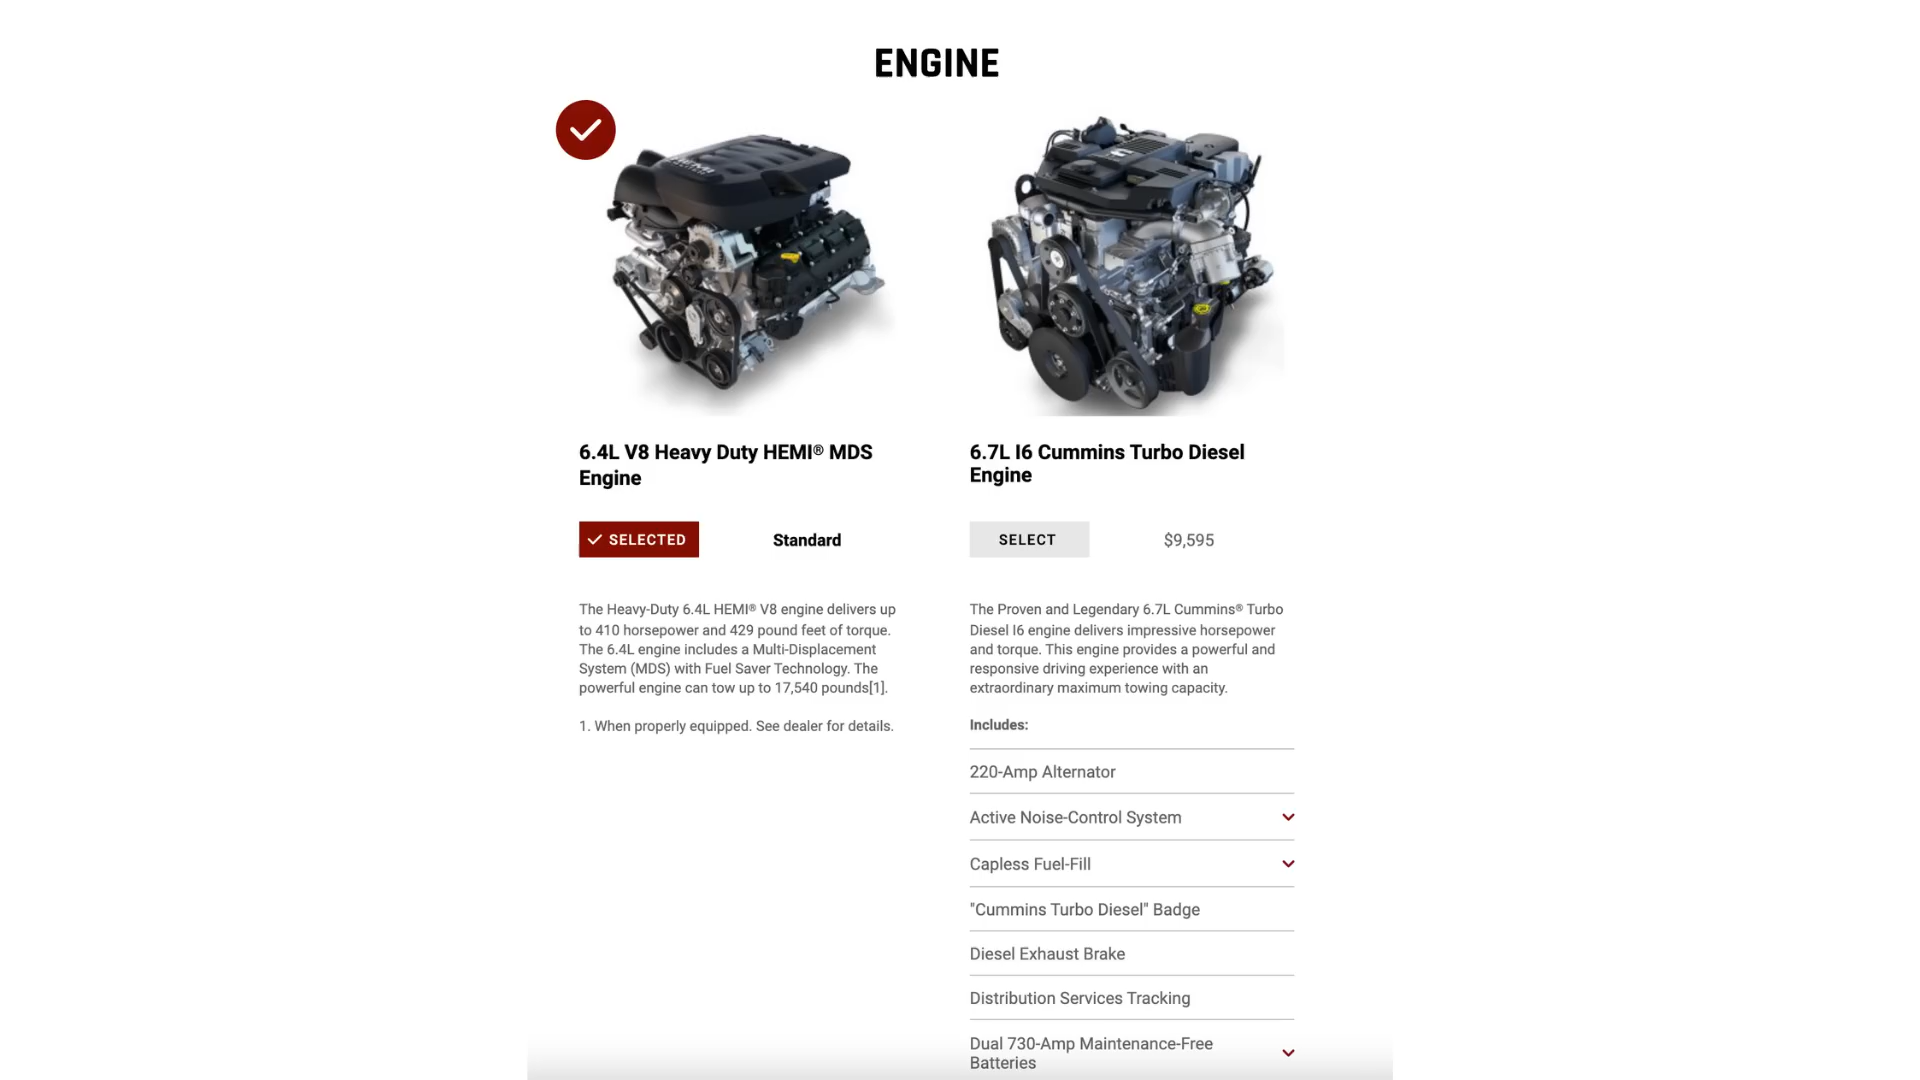 ENGINE
HEMI
6.4L V8 Heavy Duty HEMI® MDS
Engine
✓ SELECTED
Standard
The Heavy-Duty 6.4L HEMI® V8 engine delivers up
to 410 horsepower and 429 pound feet of torque.
The 6.4L engine includes a Multi-Displacement
System (MDS) with Fuel Saver Technology. The
powerful engine can tow up to 17,540 pounds[1].
1. When properly equipped. See dealer for details.
6.7L I6 Cummins Turbo Diesel
Engine
SELECT
$9,595
The Proven and Legendary 6.7L Cummins® Turbo
Diesel I6 engine delivers impressive horsepower
and torque. This engine provides a powerful and
responsive driving experience with an
extraordinary maximum towing capacity.
Includes:
220-Amp Alternator
Active Noise-Control System
Capless Fuel-Fill
"Cummins Turbo Diesel" Badge
Diesel Exhaust Brake
Distribution Services Tracking
Dual 730-Amp Maintenance-Free
Batteries